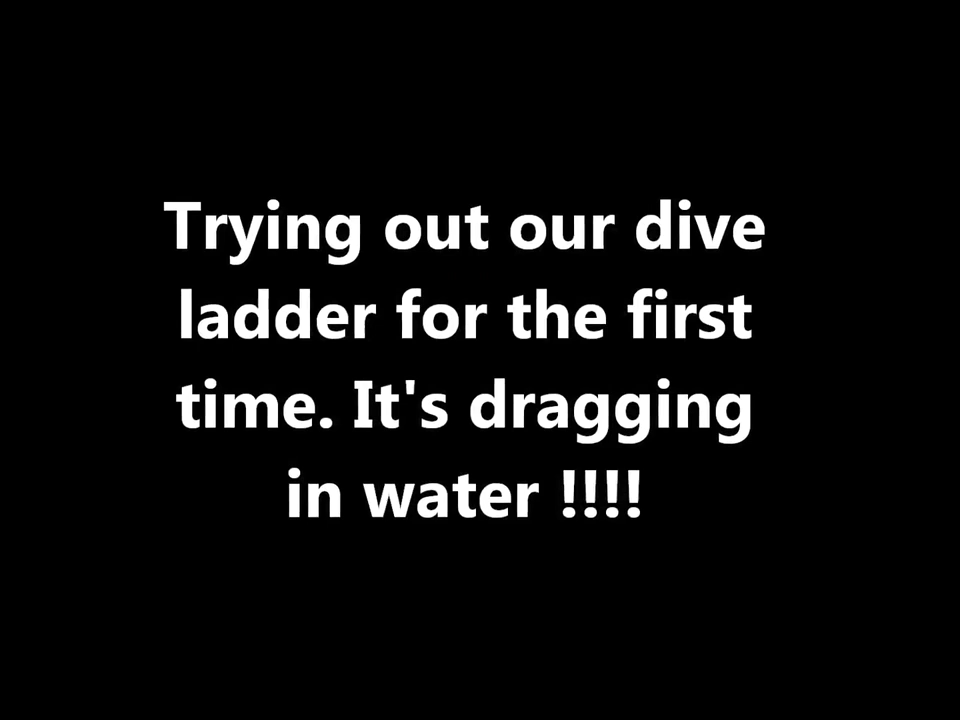 Trying out our dive
ladder for the first
time. It's dragging
in water !!!!